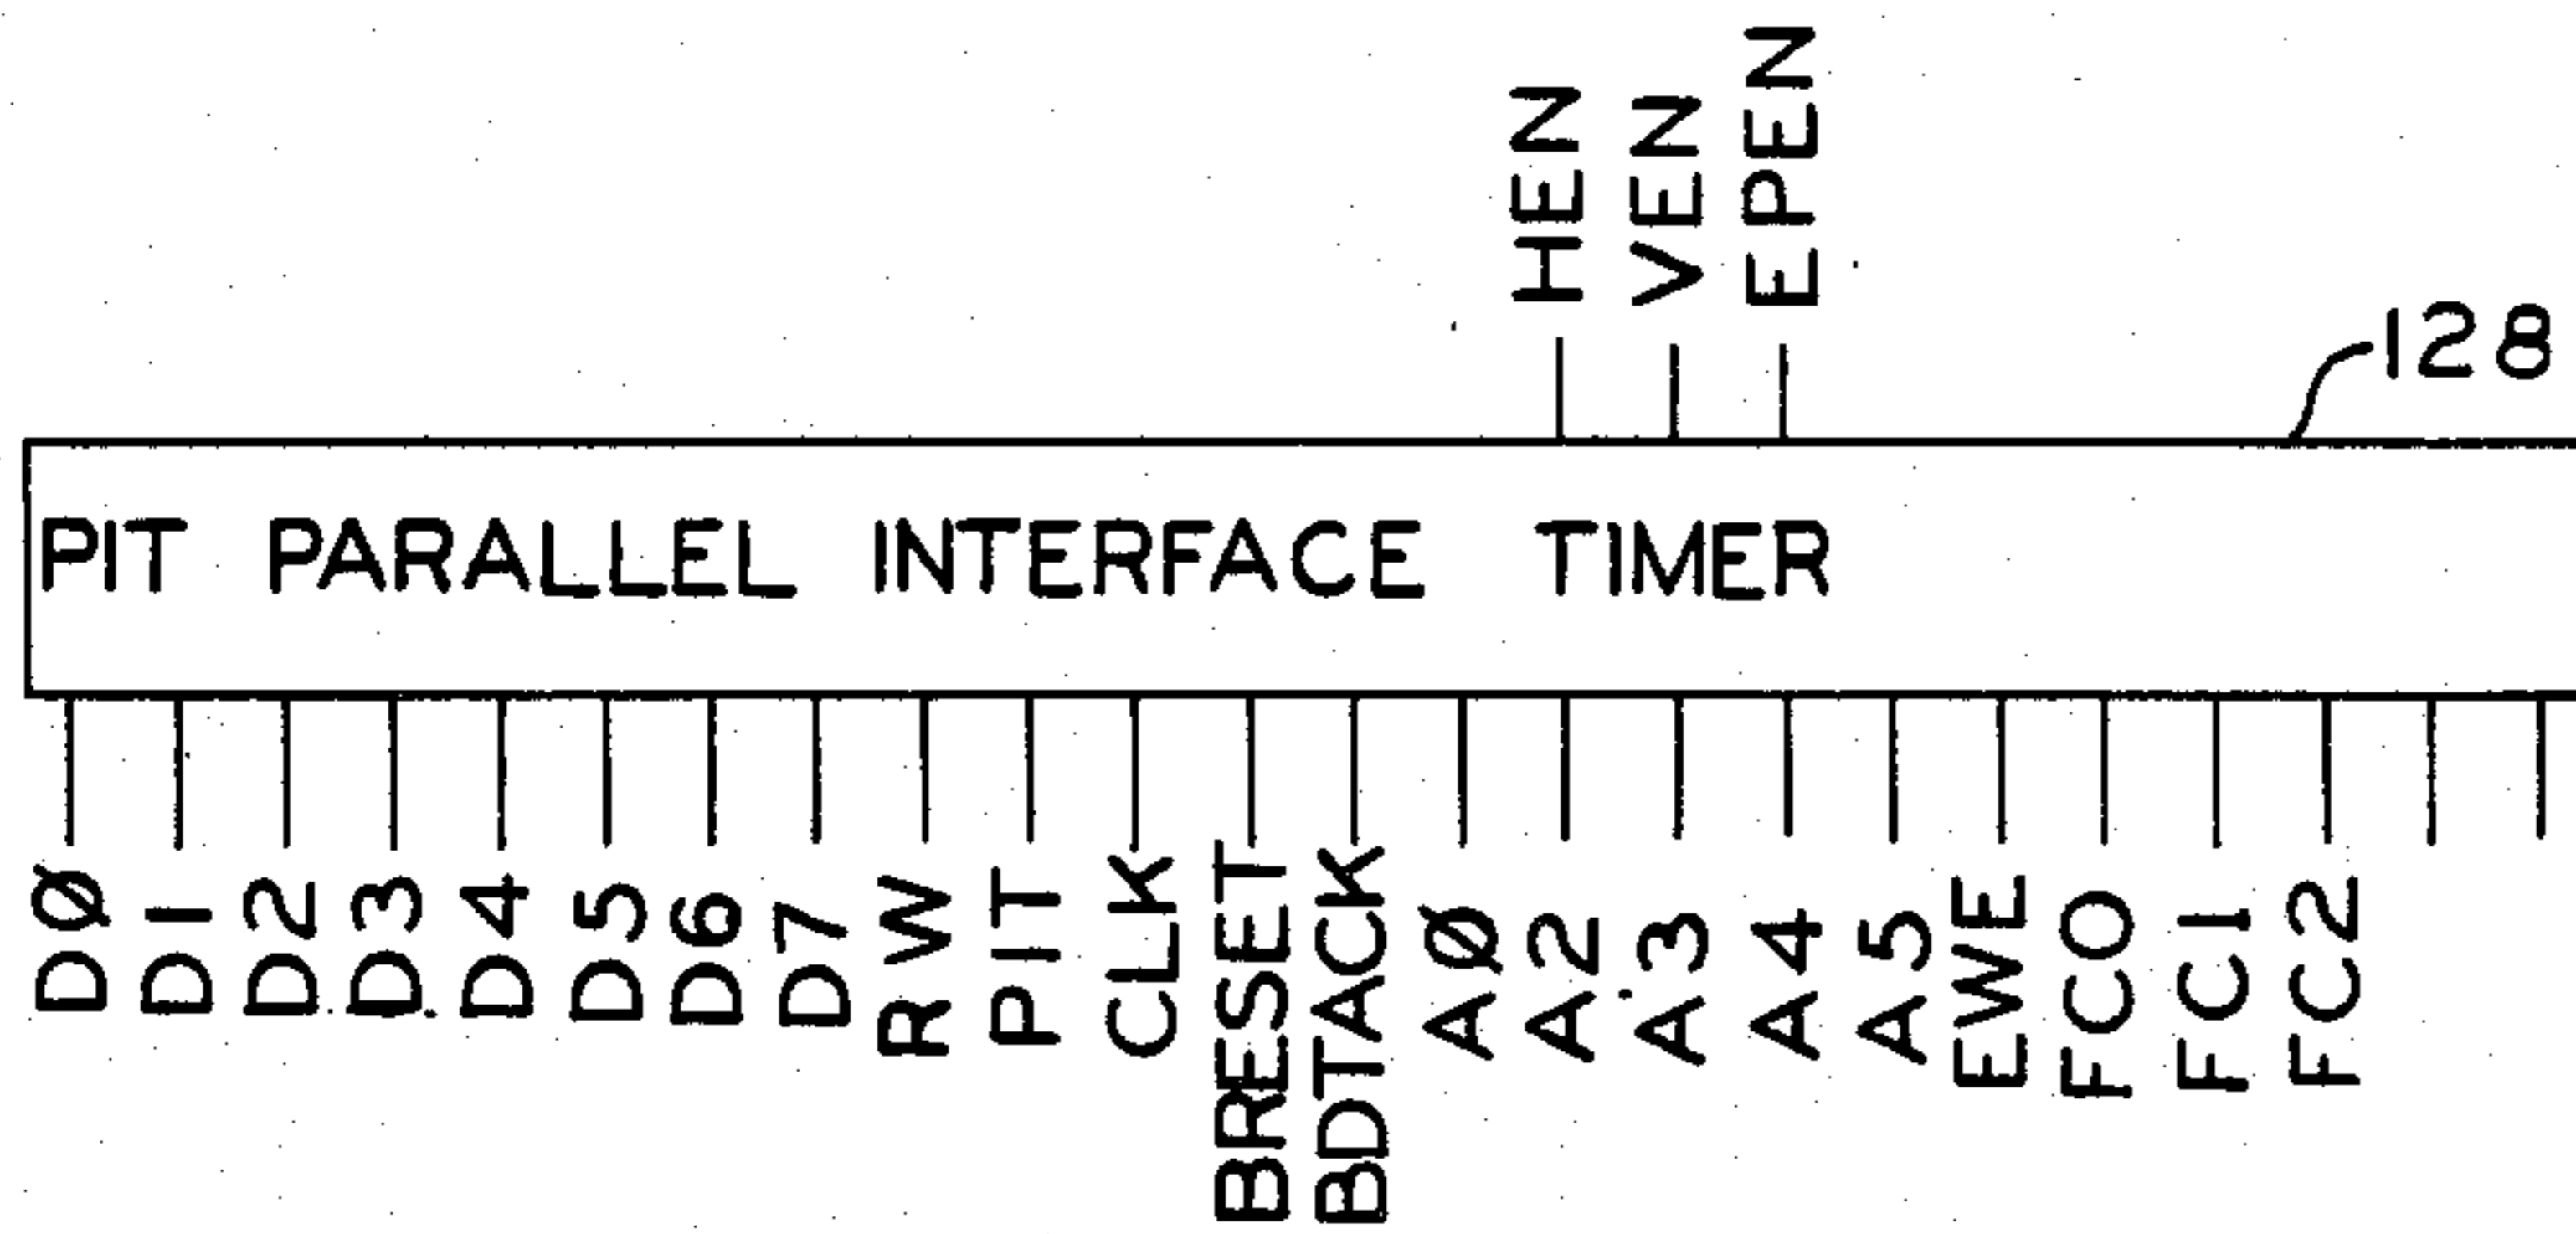 HEN
VEN
EPEN
128
PIT PARALLEL INTERFACE TIMER
DØ
D1
D2
D3
D4
D5
D6
D7
RW
PIT
CLK
BRESET
BDTACK
AØ
A2
A3
A4
A5
EWE
FCO
FC1
FC2